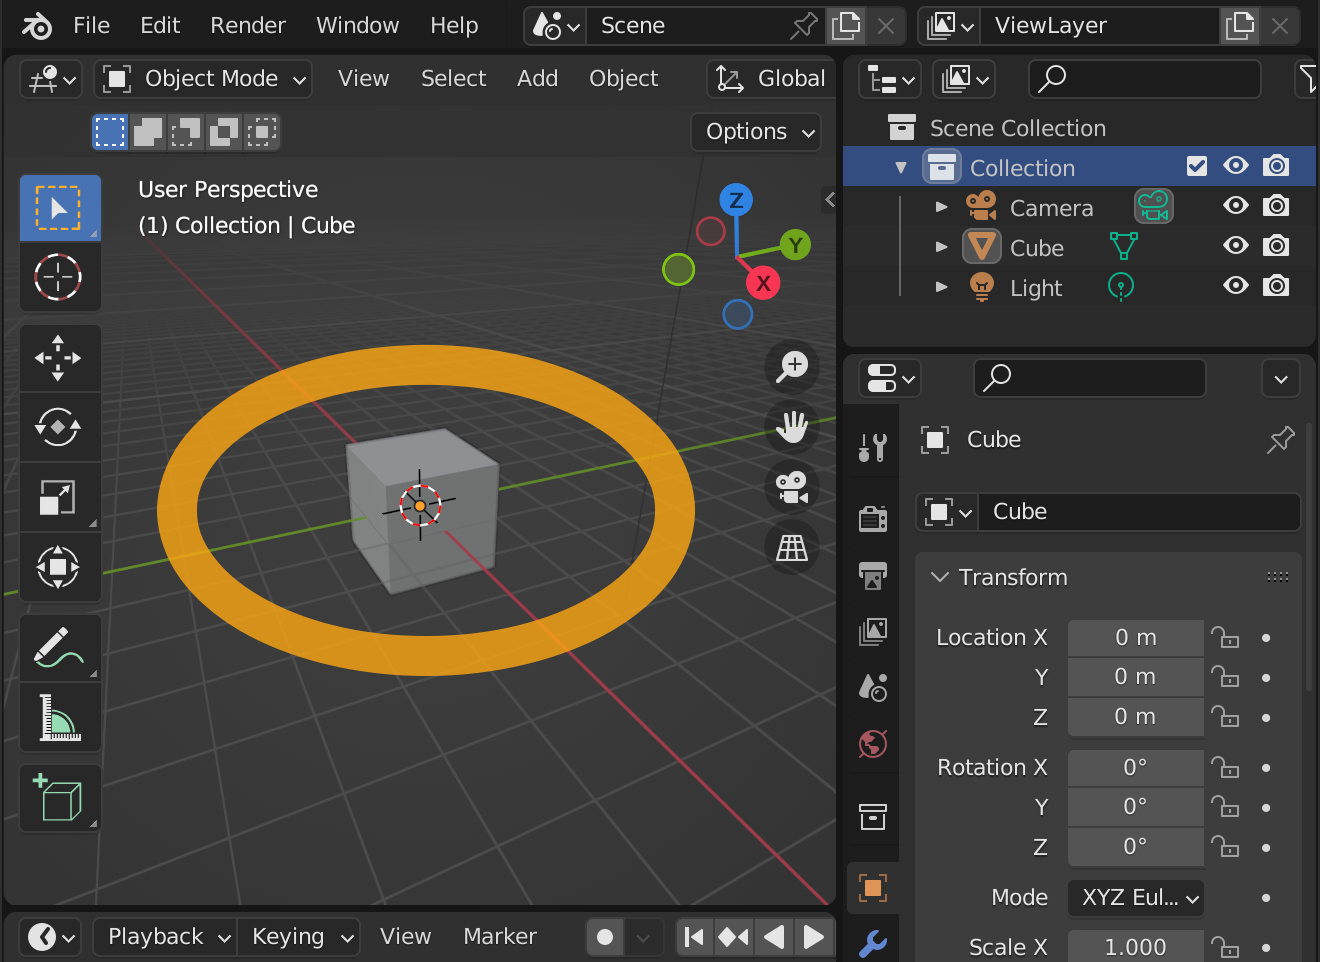 File Edit Render Window Help Scene ViewLayer
Object Mode View Select Add Object Global
Options
User Perspective
(1) Collection | Cube
Z
Y
X
Scene Collection
Collection
Camera
Cube
Light
Cube
Cube
Transform
Location X 0 m
Y 0 m
Z 0 m
Rotation X 0°
Y 0°
Z 0°
Mode XYZ Eul...
Scale X 1.000
Playback Keying View Marker